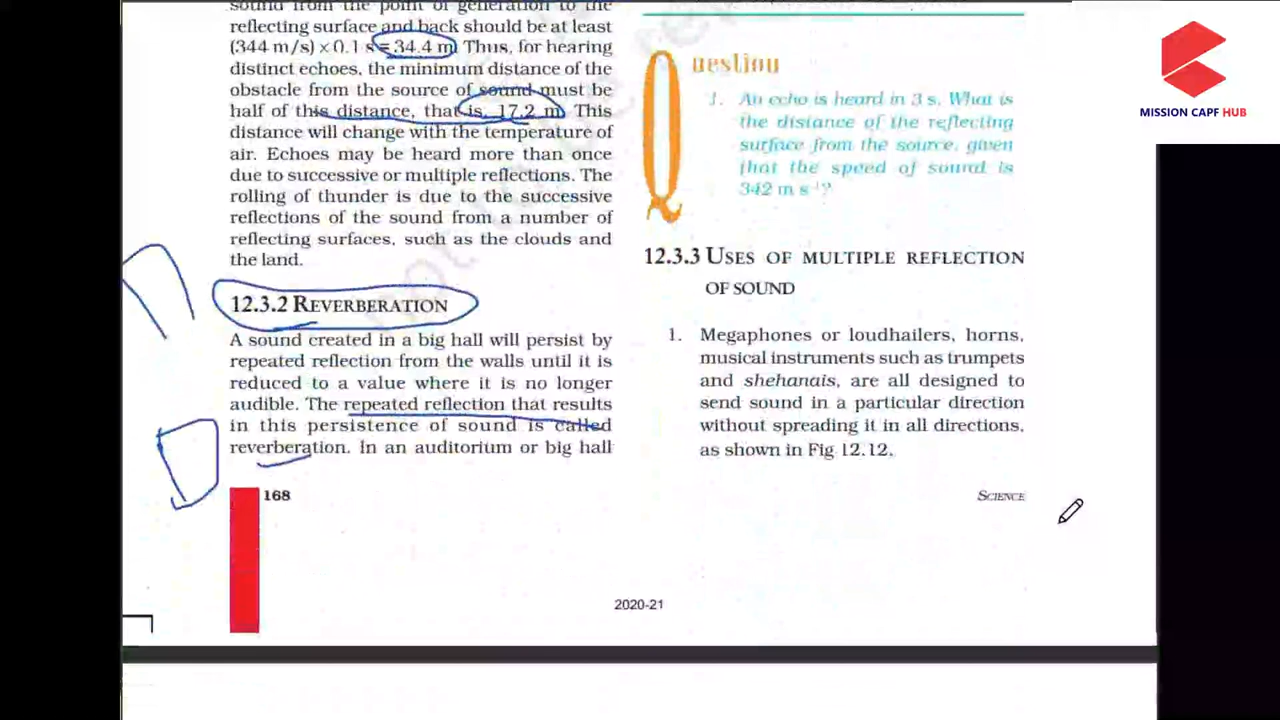 sound from the point of generation to the
reflecting surface and back should be at least
(344 m/s) × 0.1 s = 34.4 m. Thus, for hearing
distinct echoes, the minimum distance of the
obstacle from the source of sound must be
half of this distance, that is, 17.2 m. This
distance will change with the temperature of
air. Echoes may be heard more than once
due to successive or multiple reflections. The
rolling of thunder is due to the successive
reflections of the sound from a number of
reflecting surfaces, such as the clouds and
the land.
12.3.2 REVERBERATION
A sound created in a big hall will persist by
repeated reflection from the walls until it is
reduced to a value where it is no longer
audible. The repeated reflection that results
in this persistence of sound is called
reverberation. In an auditorium or big hall
168
Question
1. An echo is heard in 3 s. What is
the distance of the reflecting
surface from the source, given
that the speed of sound is
342 m s⁻¹?
12.3.3 USES OF MULTIPLE REFLECTION
OF SOUND
1. Megaphones or loudhailers, horns,
musical instruments such as trumpets
and shehanais, are all designed to
send sound in a particular direction
without spreading it in all directions,
as shown in Fig 12.12.
SCIENCE
2020-21
MISSION CAPF HUB